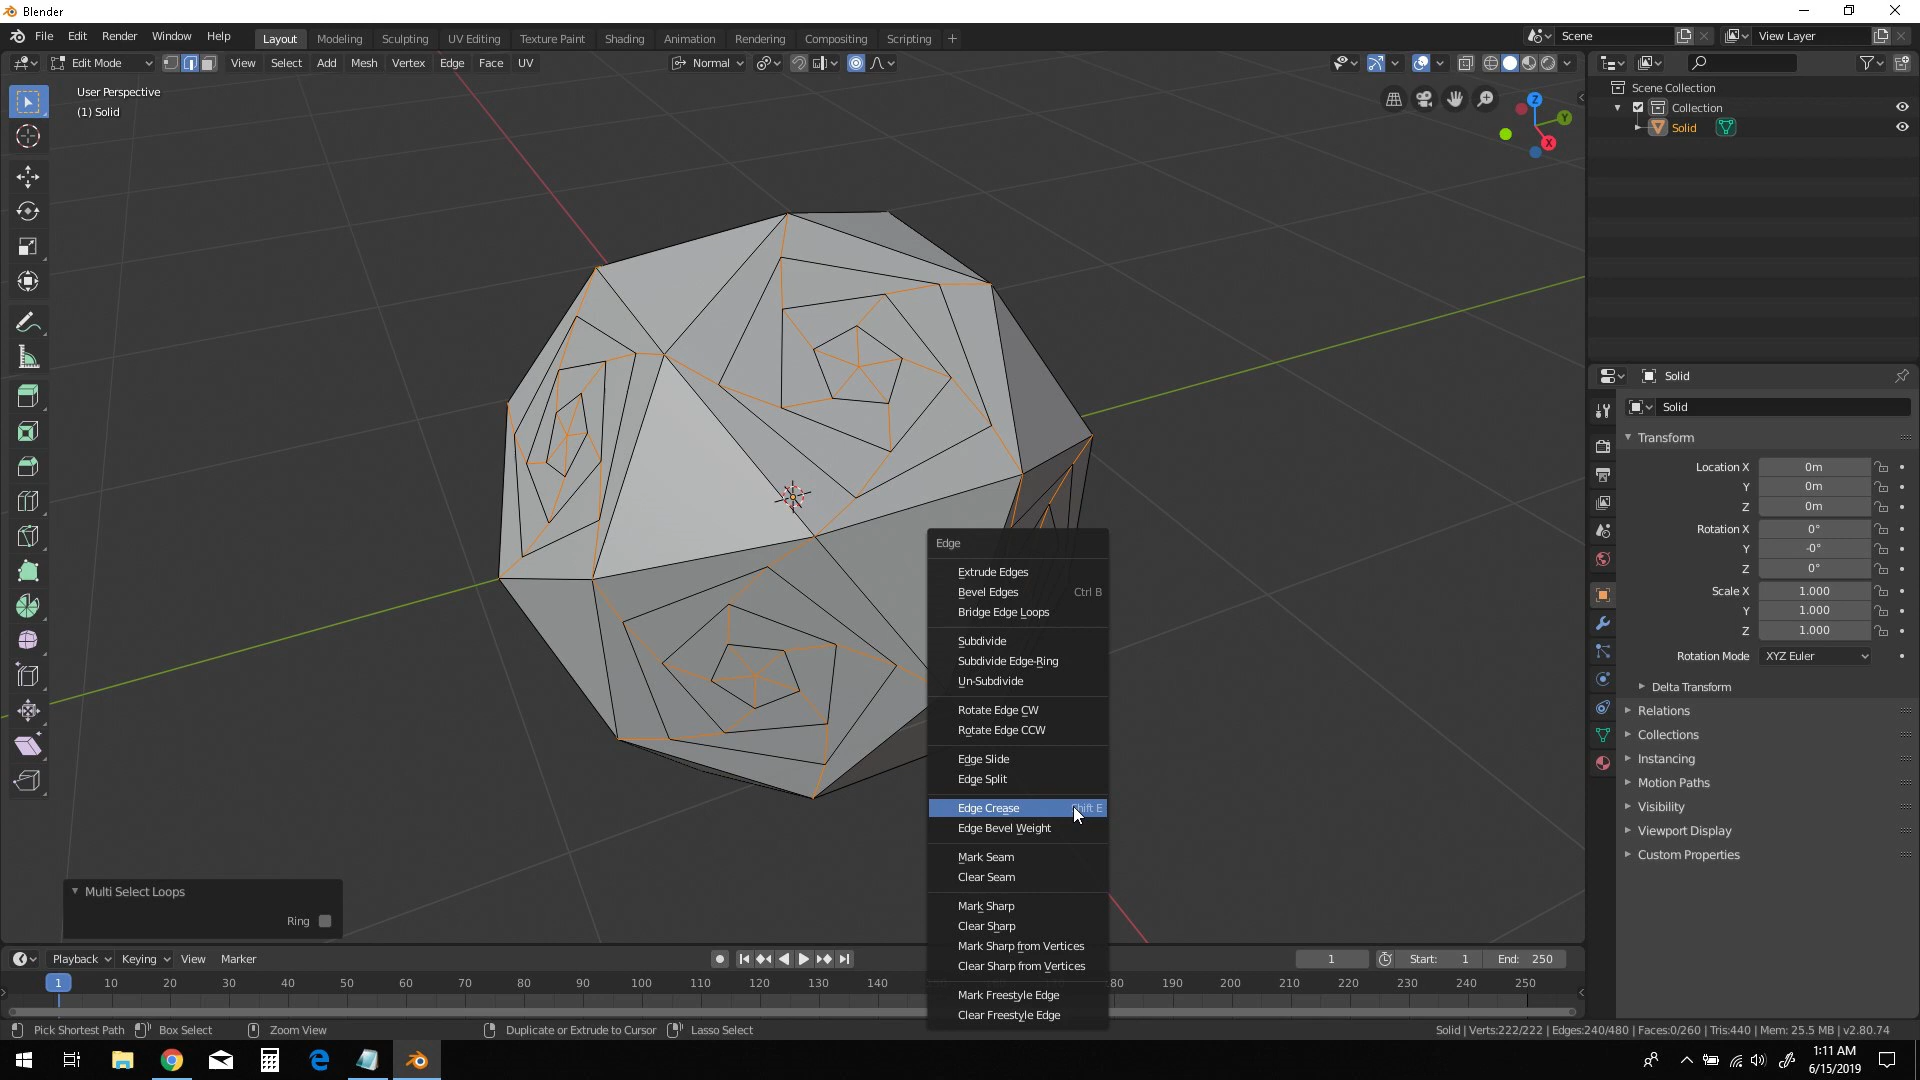 Blender
File Edit Render Window Help Layout Modeling Sculpting UV Editing Texture Paint Shading Animation Rendering Compositing Scripting + Scene View Layer
Edit Mode View Select Add Mesh Vertex Edge Face UV Normal
User Perspective
(1) Solid
Z
Y
X
Scene Collection
Collection
Solid
Solid
Solid
Transform
Location X 0m
Y 0m
Z 0m
Rotation X 0°
Y -0°
Z 0°
Scale X 1.000
Y 1.000
Z 1.000
Rotation Mode XYZ Euler
Delta Transform
Relations
Collections
Instancing
Motion Paths
Visibility
Viewport Display
Custom Properties
Edge
Extrude Edges
Bevel Edges Ctrl B
Bridge Edge Loops
Subdivide
Subdivide Edge-Ring
Un-Subdivide
Rotate Edge CW
Rotate Edge CCW
Edge Slide
Edge Split
Edge Crease Shift E
Edge Bevel Weight
Mark Seam
Clear Seam
Mark Sharp
Clear Sharp
Mark Sharp from Vertices
Clear Sharp from Vertices
Mark Freestyle Edge
Clear Freestyle Edge
Multi Select Loops
Ring
Playback Keying View Marker 1 Start: 1 End: 250
1 10 20 30 40 50 60 70 80 90 100 110 120 130 140 180 190 200 210 220 230 240 250
Pick Shortest Path Box Select Zoom View Duplicate or Extrude to Cursor Lasso Select Solid | Verts:222/222 | Edges:240/480 | Faces:0/260 | Tris:440 | Mem: 25.5 MB | v2.80.74
1:11 AM
6/15/2019